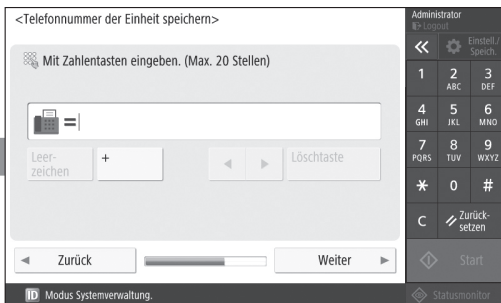 <Telefonnummer der Einheit speichern>
Mit Zahlentasten eingeben. (Max. 20 Stellen)
=
Leer-
zeichen
+
◀
▶
Löschtaste
◀ Zurück
Weiter ▶
ID Modus Systemverwaltung.
Administrator
Logout
Einstell./
Speich.
1
2
ABC
3
DEF
4
GHI
5
JKL
6
MNO
7
PQRS
8
TUV
9
WXYZ
*
0
#
C
Zurück-
setzen
Start
Statusmonitor